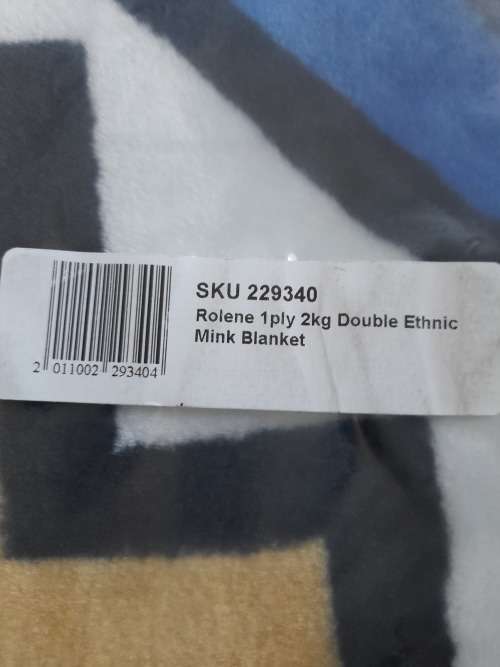 SKU 229340
Rolene 1ply 2kg Double Ethnic
Mink Blanket
2 011002 293404